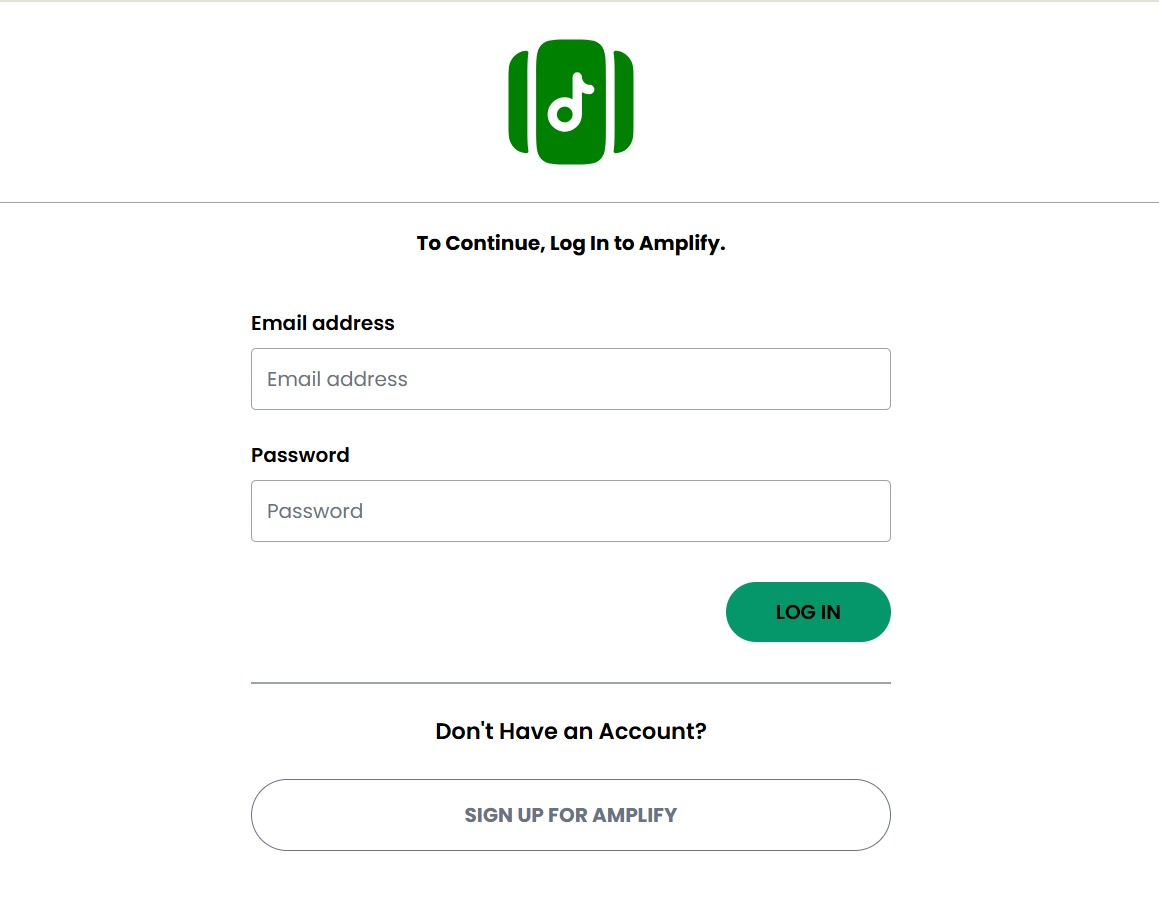 To Continue, Log In to Amplify.
Email address
Email address
Password
Password
LOG IN
Don't Have an Account?
SIGN UP FOR AMPLIFY